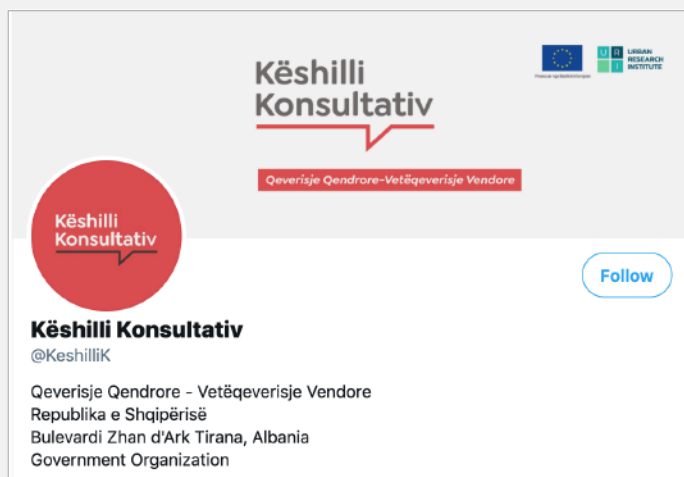 Këshilli
Konsultativ
Qeverisje Qendrore-Vetëqeverisje Vendore
URI
URBAN
RESEARCH
INSTITUTE
Këshilli
Konsultativ
Follow
Këshilli Konsultativ
@KeshilliK
Qeverisje Qendrore - Vetëqeverisje Vendore
Republika e Shqipërisë
Bulevardi Zhan d'Ark Tirana, Albania
Government Organization